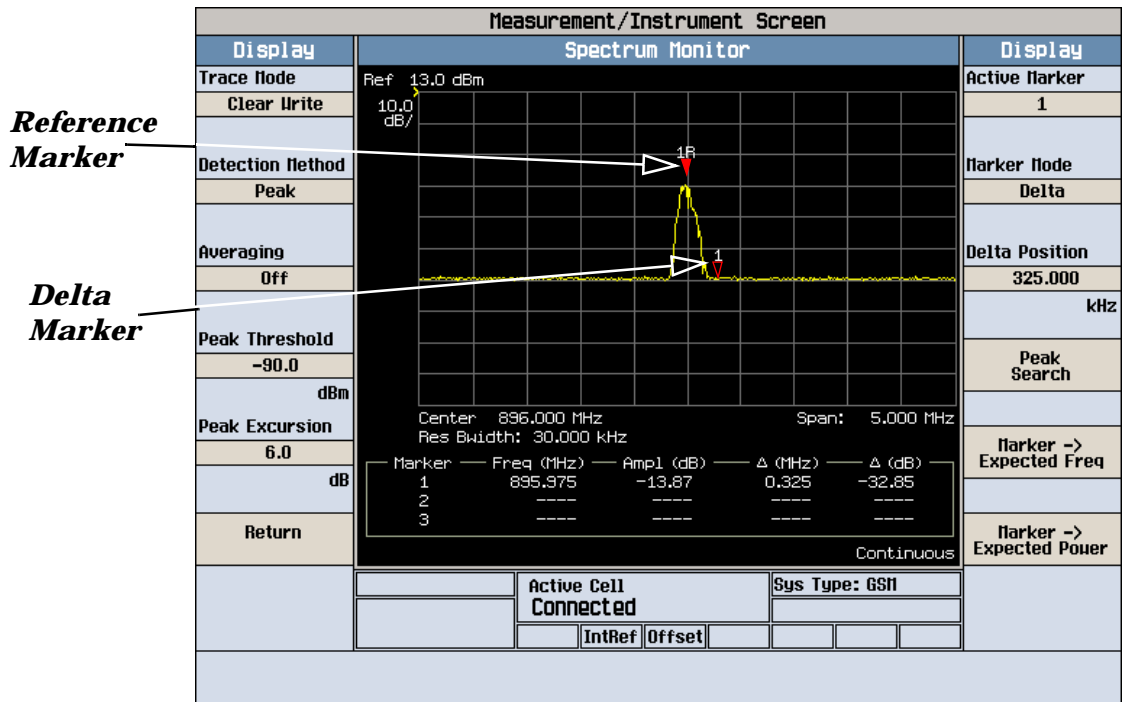 Measurement/Instrument Screen
Display
Spectrum Monitor
Display
Reference
Marker
Delta
Marker
Trace Mode
Clear Write
Detection Method
Peak
Averaging
Off
Peak Threshold
-90.0
dBm
Peak Excursion
6.0
dB
Return
Ref 13.0 dBm
10.0
dB/
1R
1
Center 896.000 MHz
Span: 5.000 MHz
Res Bwidth: 30.000 kHz
Marker Freq (MHz) Ampl (dB) Δ (MHz) Δ (dB)
1 895.975 -13.87 0.325 -32.85
2 ---- ---- ---- ----
3 ---- ---- ---- ----
Continuous
Active Marker
1
Marker Mode
Delta
Delta Position
325.000
kHz
Peak
Search
Marker ->
Expected Freq
Marker ->
Expected Power
Active Cell
Connected
Sys Type: GSM
IntRef
Offset